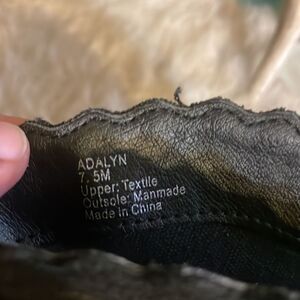 ADALYN
7.5M
Upper: Textile
Outsole: Manmade
Made in China